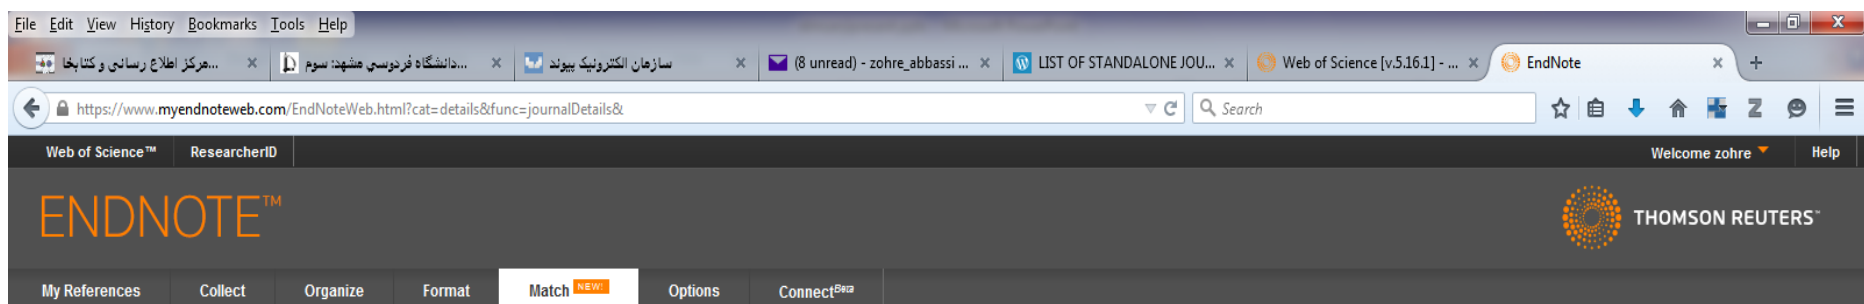 File Edit View History Bookmarks Tools Help
مرکز اطلاع رسانی و کتابخا... × دانشگاه فردوسي مشهد: سوم... × سازمان الکترونیک پیوند × (8 unread) - zohre_abbassi ... × LIST OF STANDALONE JOU... × Web of Science [v.5.16.1] - ... × EndNote × +
https://www.myendnoteweb.com/EndNoteWeb.html?cat=details&func=journalDetails& Search
Web of Science™ ResearcherID Welcome zohre Help
ENDNOTE™ THOMSON REUTERS™
My References Collect Organize Format Match NEW! Options Connect Beta